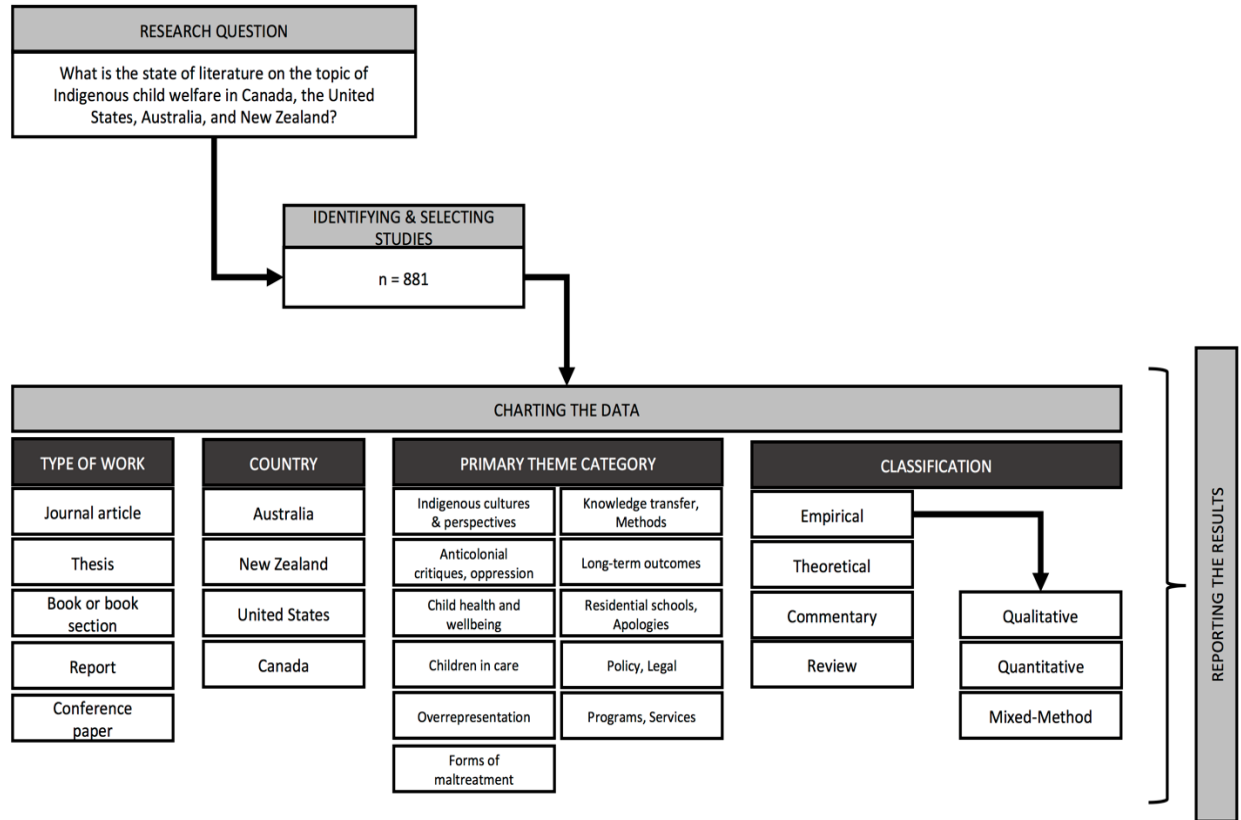 RESEARCH QUESTION
What is the state of literature on the topic of
Indigenous child welfare in Canada, the United
States, Australia, and New Zealand?
IDENTIFYING & SELECTING
STUDIES
n = 881
CHARTING THE DATA
TYPE OF WORK
Journal article
Thesis
Book or book
section
Report
Conference
paper
COUNTRY
Australia
New Zealand
United States
Canada
PRIMARY THEME CATEGORY
Indigenous cultures
& perspectives
Anticolonial
critiques, oppression
Child health and
wellbeing
Children in care
Overrepresentation
Forms of
maltreatment
Knowledge transfer,
Methods
Long-term outcomes
Residential schools,
Apologies
Policy, Legal
Programs, Services
CLASSIFICATION
Empirical
Theoretical
Commentary
Review
Qualitative
Quantitative
Mixed-Method
REPORTING THE RESULTS